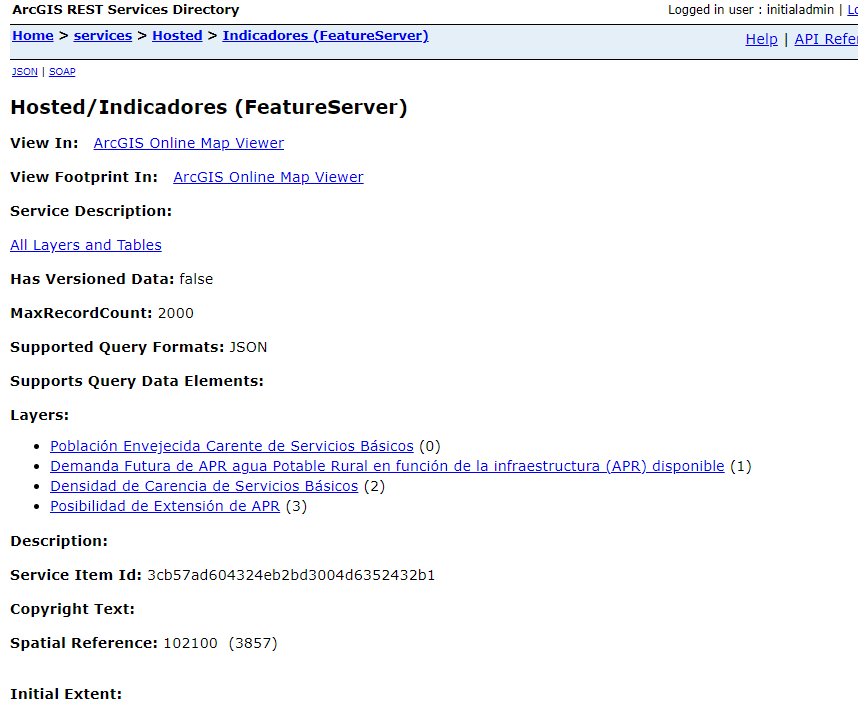 ArcGIS REST Services Directory
Logged in user : initialadmin |
Home > services > Hosted > Indicadores (FeatureServer)
Help | API
JSON | SOAP
Hosted/Indicadores (FeatureServer)
View In: ArcGIS Online Map Viewer
View Footprint In: ArcGIS Online Map Viewer
Service Description:
All Layers and Tables
Has Versioned Data: false
MaxRecordCount: 2000
Supported Query Formats: JSON
Supports Query Data Elements:
Layers:
• Población Envejecida Carente de Servicios Básicos (0)
• Demanda Futura de APR agua Potable Rural en función de la infraestructura (APR) disponible (1)
• Densidad de Carencia de Servicios Básicos (2)
• Posibilidad de Extensión de APR (3)
Description:
Service Item Id: 3cb57ad604324eb2bd3004d6352432b1
Copyright Text:
Spatial Reference: 102100 (3857)
Initial Extent: